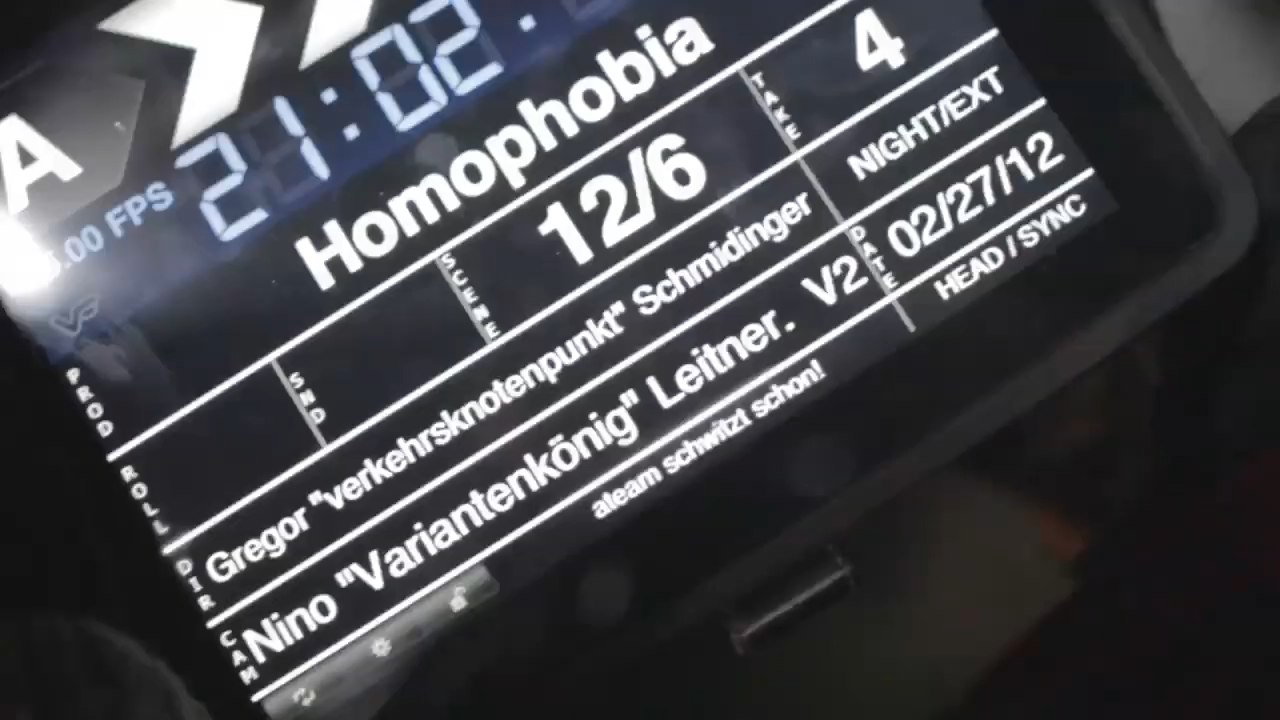 A
.00 FPS 21:02.
PROD Homophobia
ROLL SND SCENE 12/6 TAKE 4
DIR Gregor "verkehrsknotenpunkt" Schmidinger NIGHT/EXT
CAM Nino "Variantenkönig" Leitner. V2 DATE 02/27/12
ateam schwitzt schon! HEAD / SYNC